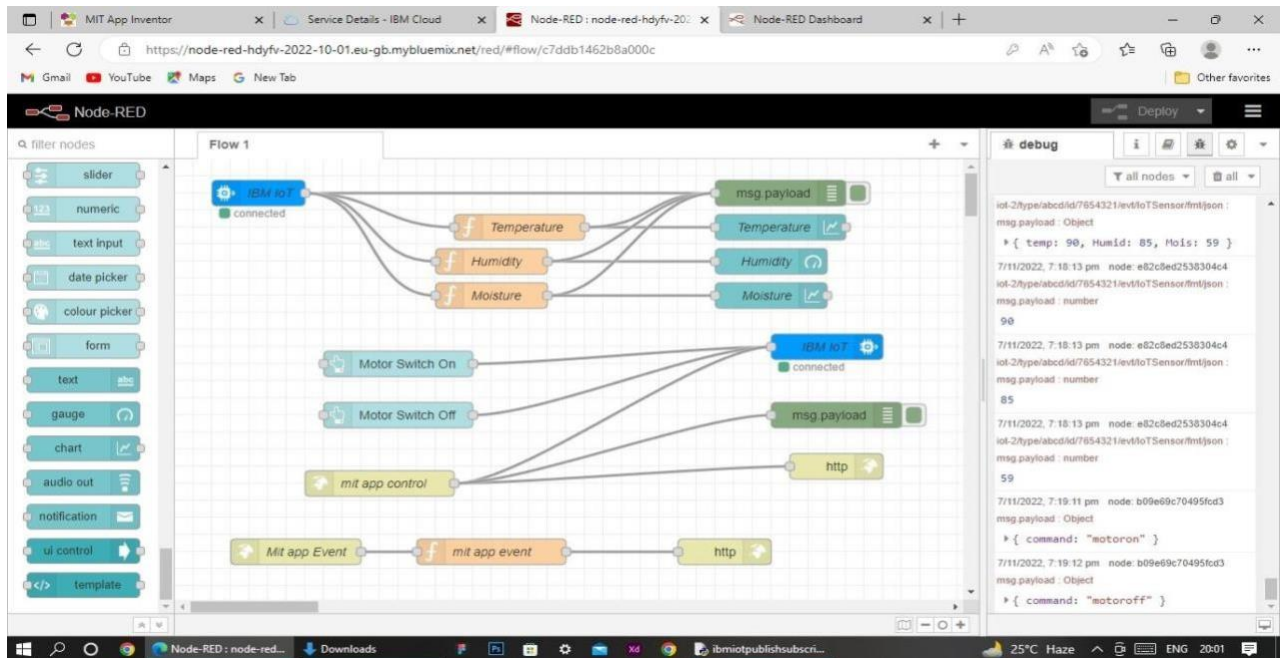 MIT App Inventor
Service Details - IBM Cloud
Node-RED : node-red-hdyfv-202
Node-RED Dashboard
https://node-red-hdyfv-2022-10-01.eu-gb.mybluemix.net/red/#flow/c7ddb1462b8a000c
Gmail YouTube Maps New Tab
Other favorites
Node-RED
Deploy
filter nodes
Flow 1
debug
all nodes
all
slider
numeric
text input
date picker
colour picker
form
text
gauge
chart
audio out
notification
ui control
template
IBM IoT
connected
msg.payload
Temperature
Temperature
Humidity
Humidity
Moisture
Moisture
Motor Switch On
IBM IoT
connected
Motor Switch Off
msg.payload
mit app control
http
Mit app Event
mit app event
http
iot-2/type/abcd/id/7654321/evt/IoTSensor/fmt/json :
msg.payload : Object
{ temp: 90, Humid: 85, Mois: 59 }
7/11/2022, 7:18:13 pm node: e82c8ed2538304c4
iot-2/type/abcd/id/7654321/evt/IoTSensor/fmt/json :
msg.payload : number
90
7/11/2022, 7:18:13 pm node: e82c8ed2538304c4
iot-2/type/abcd/id/7654321/evt/IoTSensor/fmt/json :
msg.payload : number
85
7/11/2022, 7:18:13 pm node: e82c8ed2538304c4
iot-2/type/abcd/id/7654321/evt/IoTSensor/fmt/json :
msg.payload : number
59
7/11/2022, 7:19:11 pm node: b09e69c70495fcd3
msg.payload : Object
{ command: "motoron" }
7/11/2022, 7:19:12 pm node: b09e69c70495fcd3
msg.payload : Object
{ command: "motoroff" }
Node-RED : node-red...
Downloads
ibmiotpublishsubscri...
25°C Haze
ENG
20:01